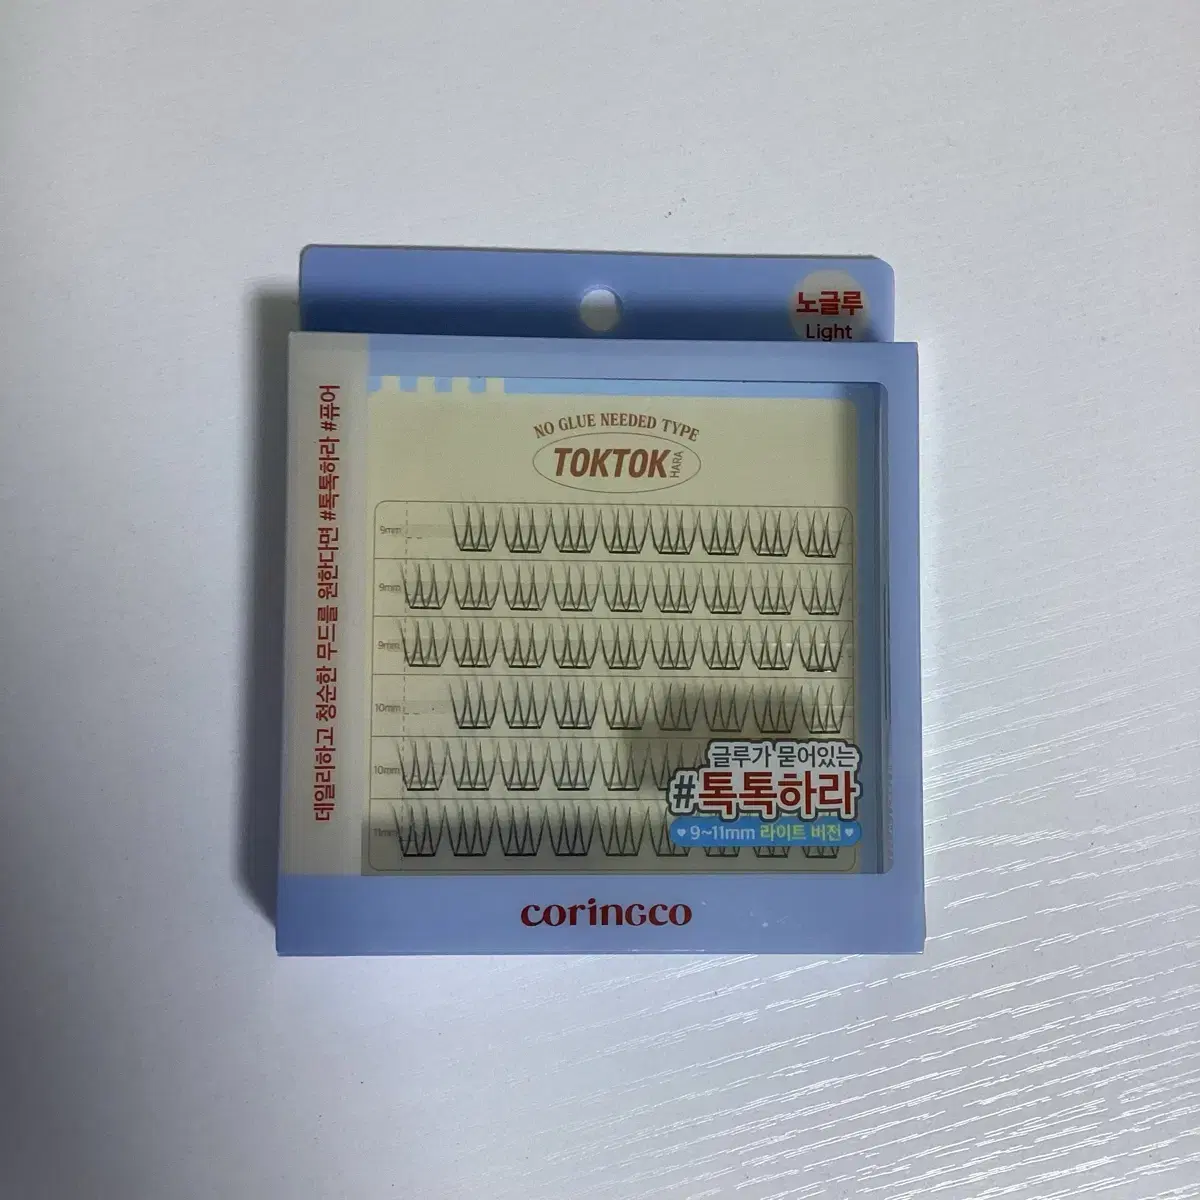 노글루
Light
데일리하고 청순한 무드를 원한다면 #톡톡하라 #퓨어
NO GLUE NEEDED TYPE
TOKTOK
HARA
9mm
9mm
9mm
10mm
10mm
11mm
글루가 묻어있는
#톡톡하라
♥ 9~11mm 라이트 버전 ♥
coringco